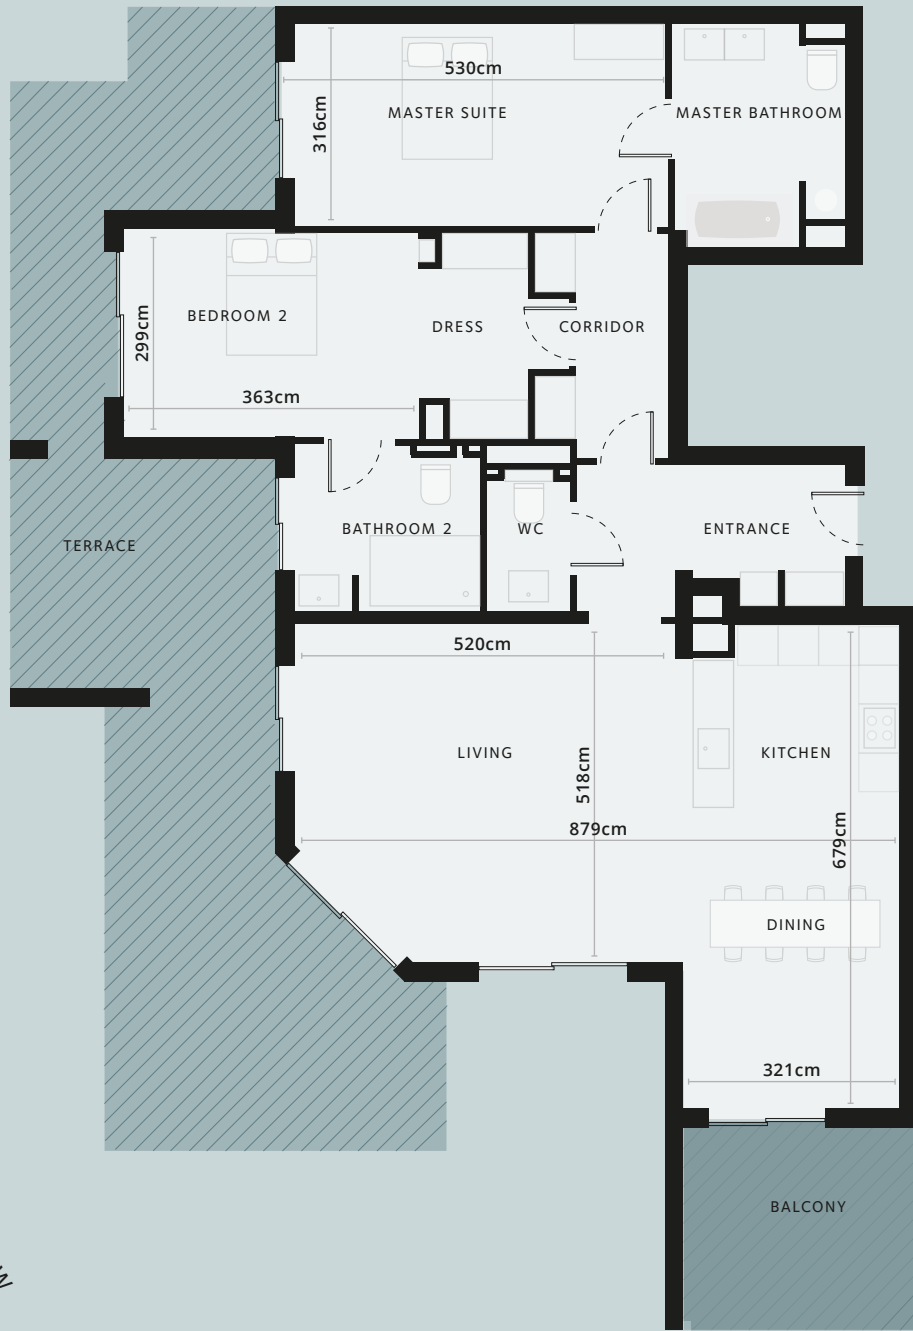 530cm
316cm
MASTER SUITE
MASTER BATHROOM
BEDROOM 2
299cm
DRESS
CORRIDOR
363cm
TERRACE
BATHROOM 2
WC
ENTRANCE
520cm
LIVING
518cm
KITCHEN
879cm
679cm
DINING
321cm
BALCONY
W